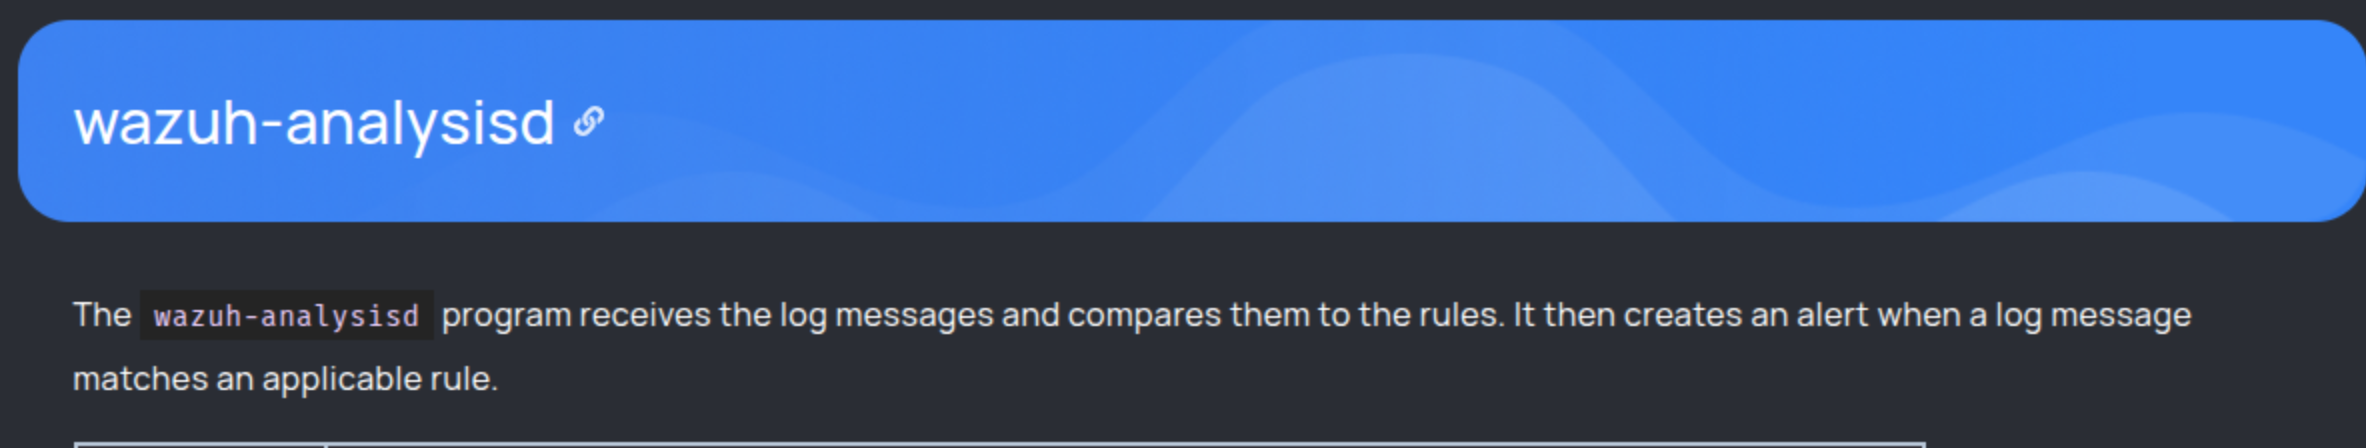 wazuh-analysisd
The wazuh-analysisd program receives the log messages and compares them to the rules. It then creates an alert when a log message
matches an applicable rule.